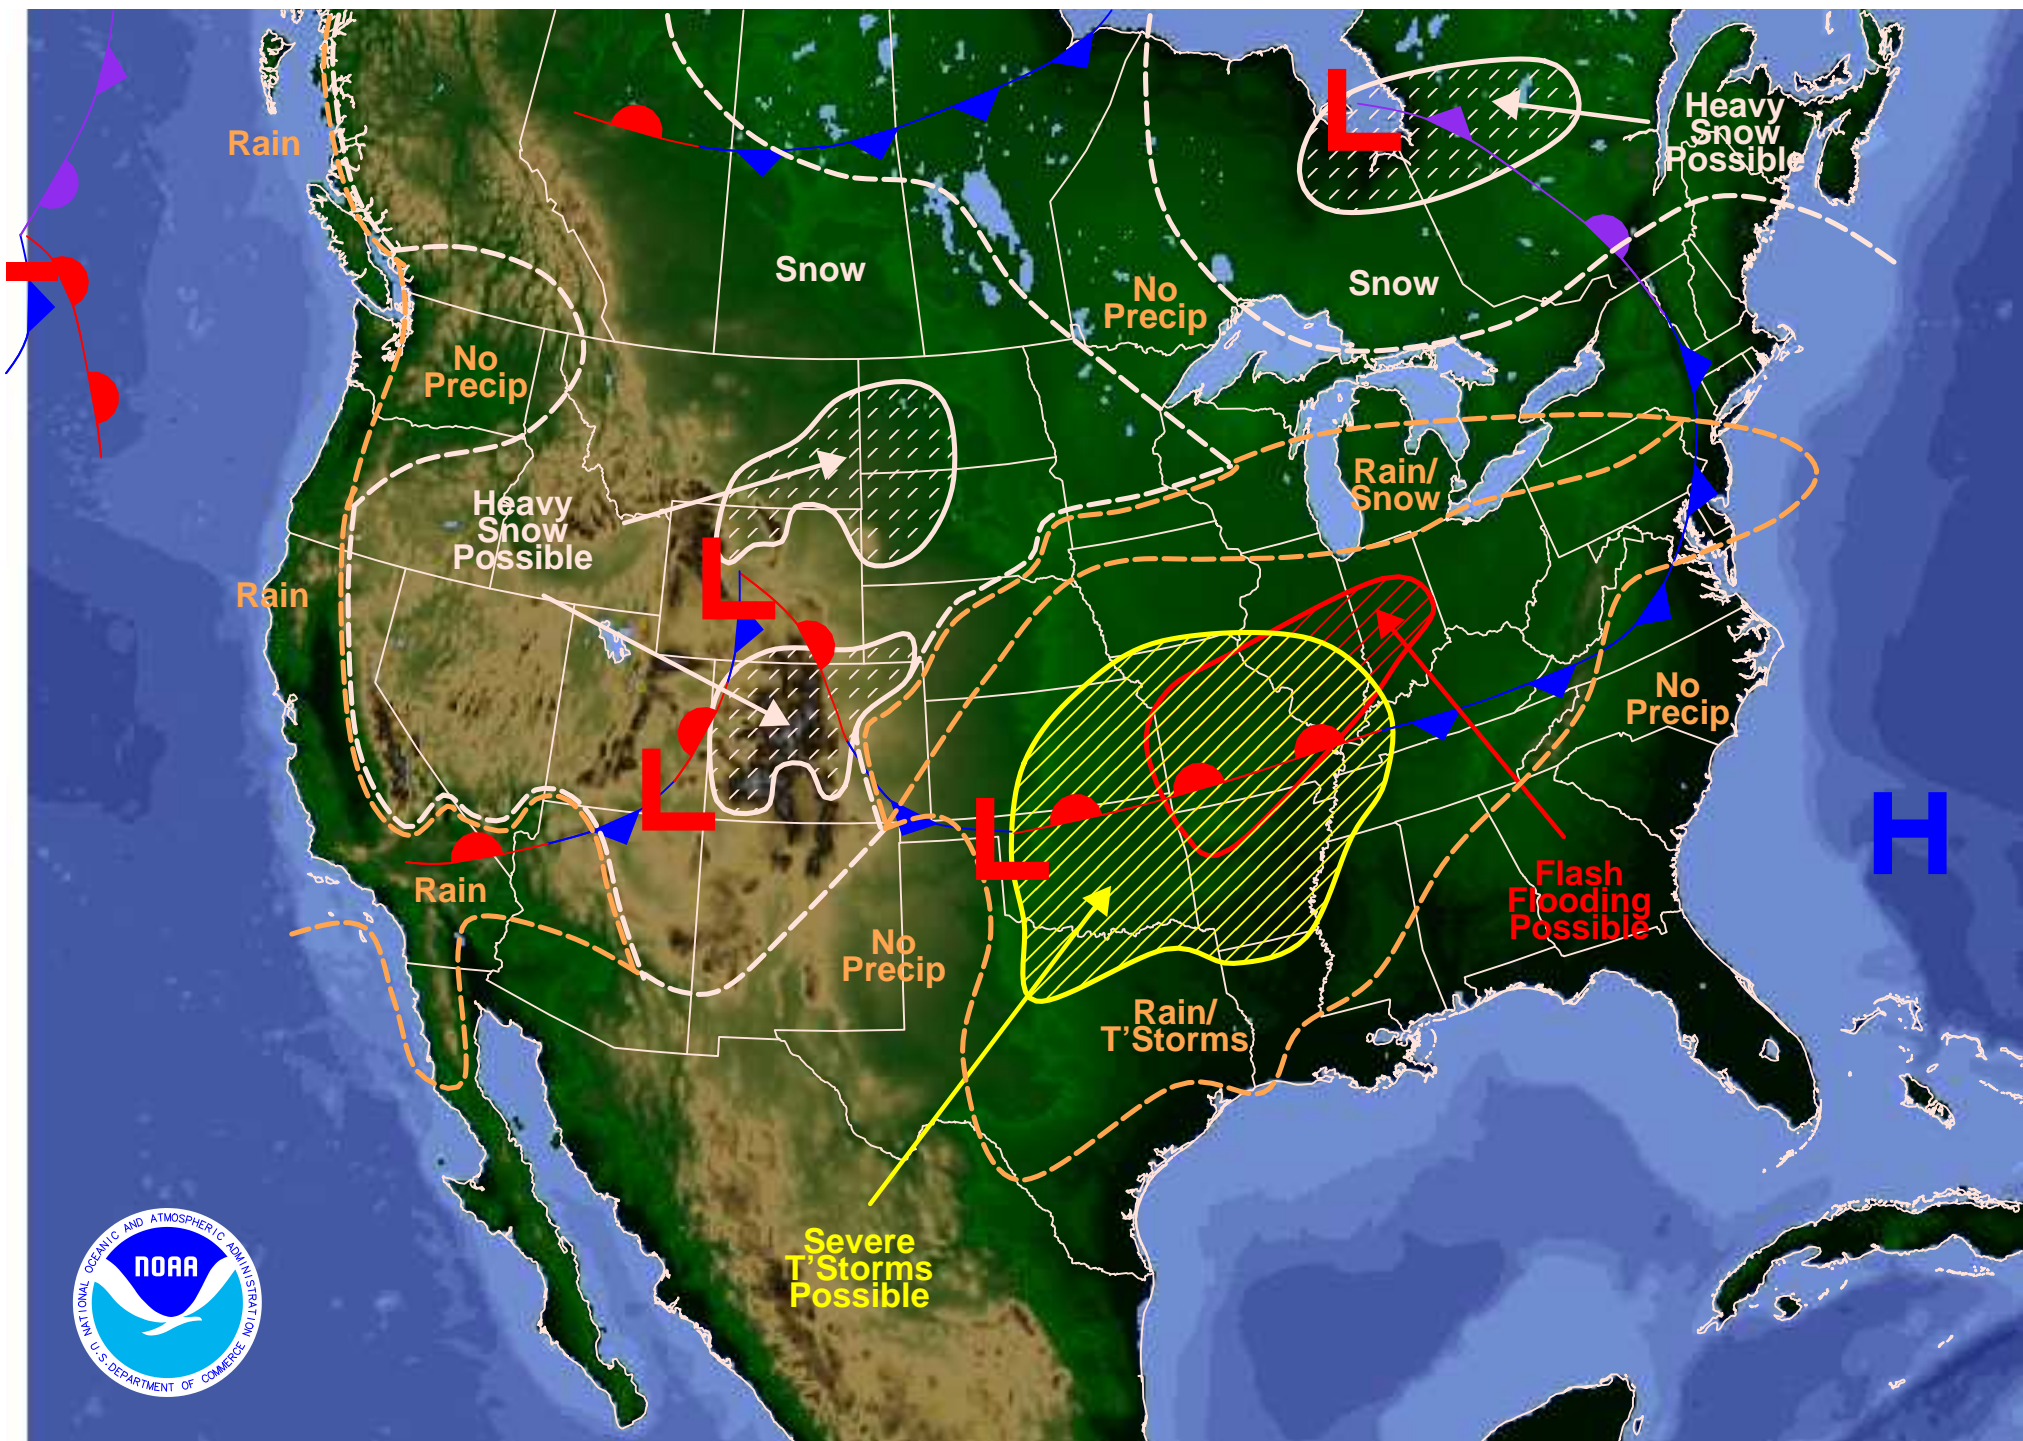 Heavy
Snow
Possible
Rain
Snow
Snow
No
Precip
No
Precip
Rain/
Snow
Heavy
Snow
Possible
L
L
L
L
Rain
No
Precip
H
Rain
Flash
Flooding
Possible
No
Precip
Rain/
T'Storms
Severe
T'Storms
Possible
NATIONAL OCEANIC AND ATMOSPHERIC ADMINISTRATION
NOAA
U.S. DEPARTMENT OF COMMERCE